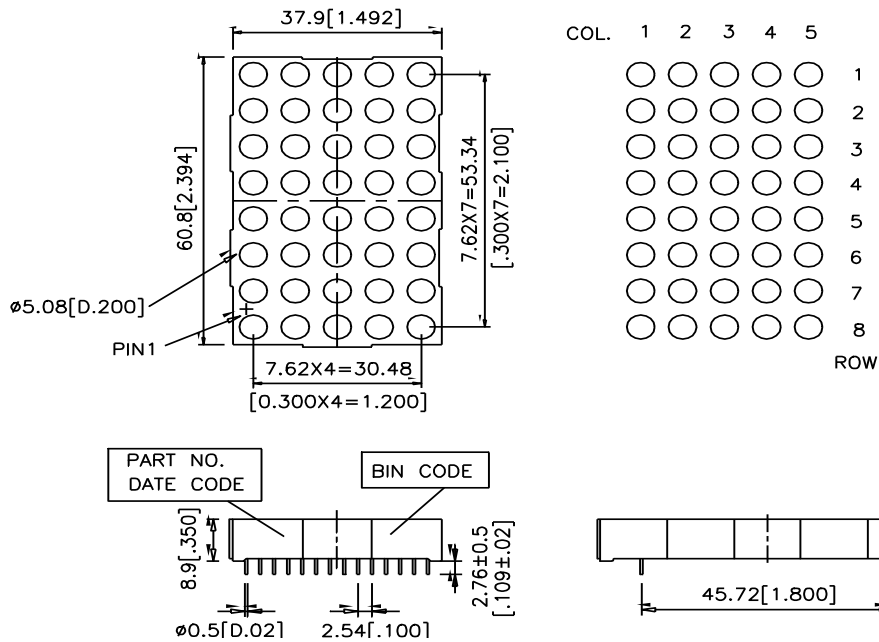 37.9[1.492]
COL. 1 2 3 4 5
1
2
3
4
5
6
7
8
ROW
60.8[2.394]
7.62X7=53.34
[.300X7=2.100]
ø5.08[D.200]
PIN1
7.62X4=30.48
[0.300X4=1.200]
PART NO.
DATE CODE
BIN CODE
8.9[.350]
2.76±0.5
[.109±.02]
ø0.5[D.02]
2.54[.100]
45.72[1.800]